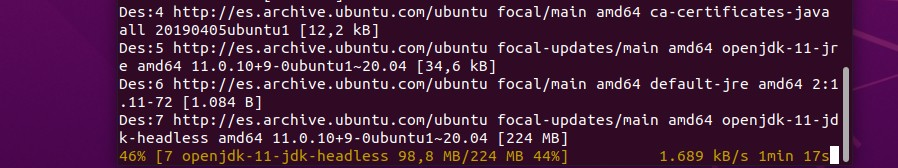 Des:4 http://es.archive.ubuntu.com/ubuntu focal/main amd64 ca-certificates-java
all 20190405ubuntu1 [12,2 kB]
Des:5 http://es.archive.ubuntu.com/ubuntu focal-updates/main amd64 openjdk-11-jr
e amd64 11.0.10+9-0ubuntu1~20.04 [34,6 kB]
Des:6 http://es.archive.ubuntu.com/ubuntu focal/main amd64 default-jre amd64 2:1
.11-72 [1.084 B]
Des:7 http://es.archive.ubuntu.com/ubuntu focal-updates/main amd64 openjdk-11-jd
k-headless amd64 11.0.10+9-0ubuntu1~20.04 [224 MB]
46% [7 openjdk-11-jdk-headless 98,8 MB/224 MB 44%] 1.689 kB/s 1min 17s